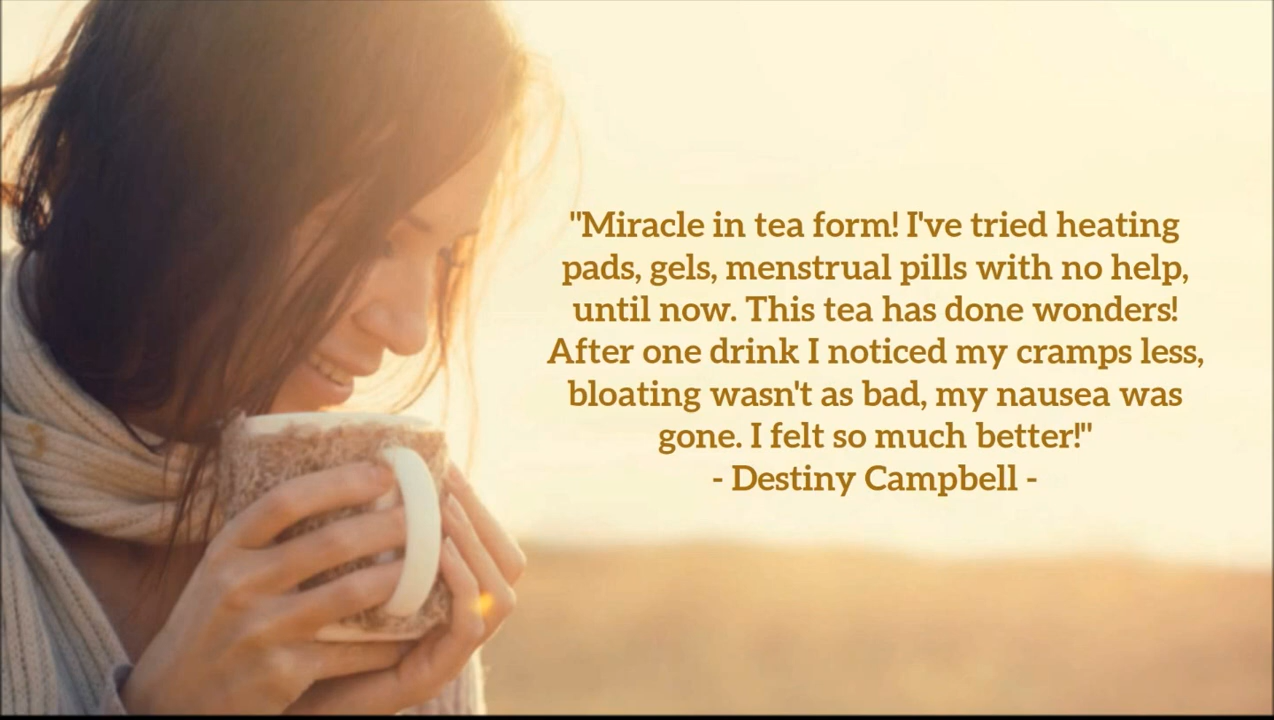 "Miracle in tea form! I've tried heating
pads, gels, menstrual pills with no help,
until now. This tea has done wonders!
After one drink I noticed my cramps less,
bloating wasn't as bad, my nausea was
gone. I felt so much better!"
- Destiny Campbell -